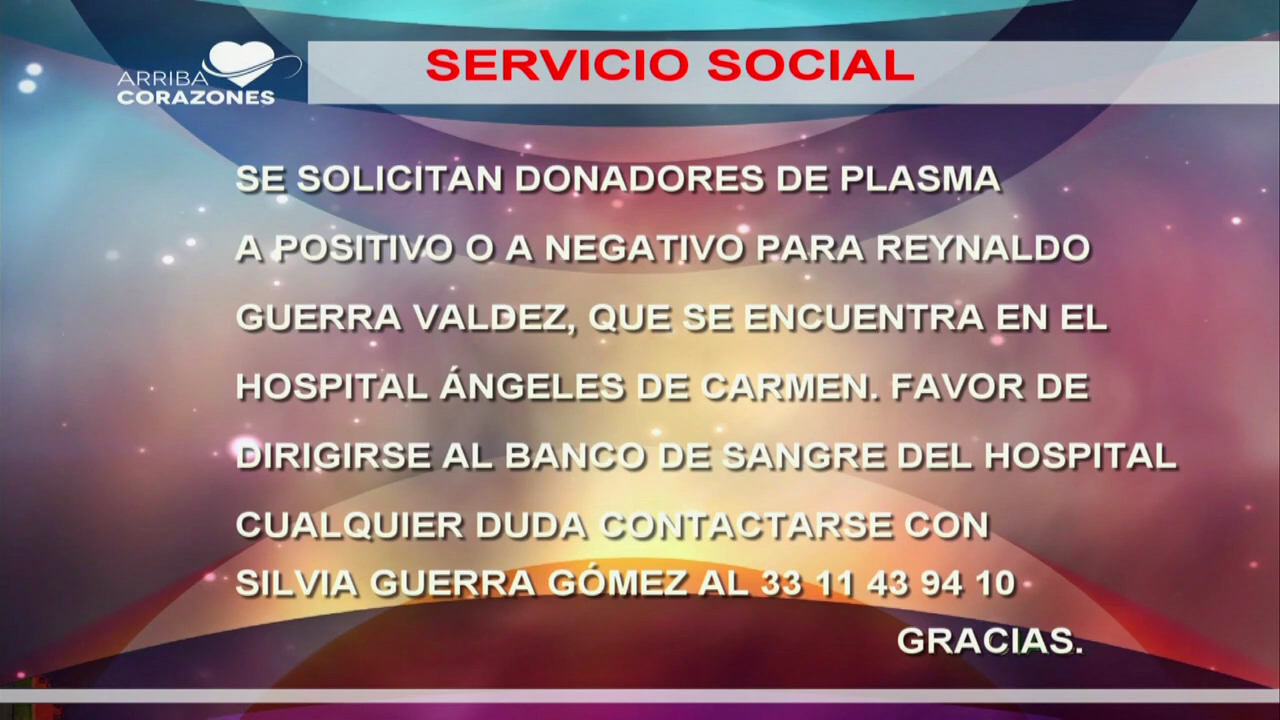 ARRIBA
CORAZONES
SERVICIO SOCIAL
SE SOLICITAN DONADORES DE PLASMA
A POSITIVO O A NEGATIVO PARA REYNALDO
GUERRA VALDEZ, QUE SE ENCUENTRA EN EL
HOSPITAL ÁNGELES DE CARMEN. FAVOR DE
DIRIGIRSE AL BANCO DE SANGRE DEL HOSPITAL
CUALQUIER DUDA CONTACTARSE CON
SILVIA GUERRA GÓMEZ AL 33 11 43 94 10
GRACIAS.